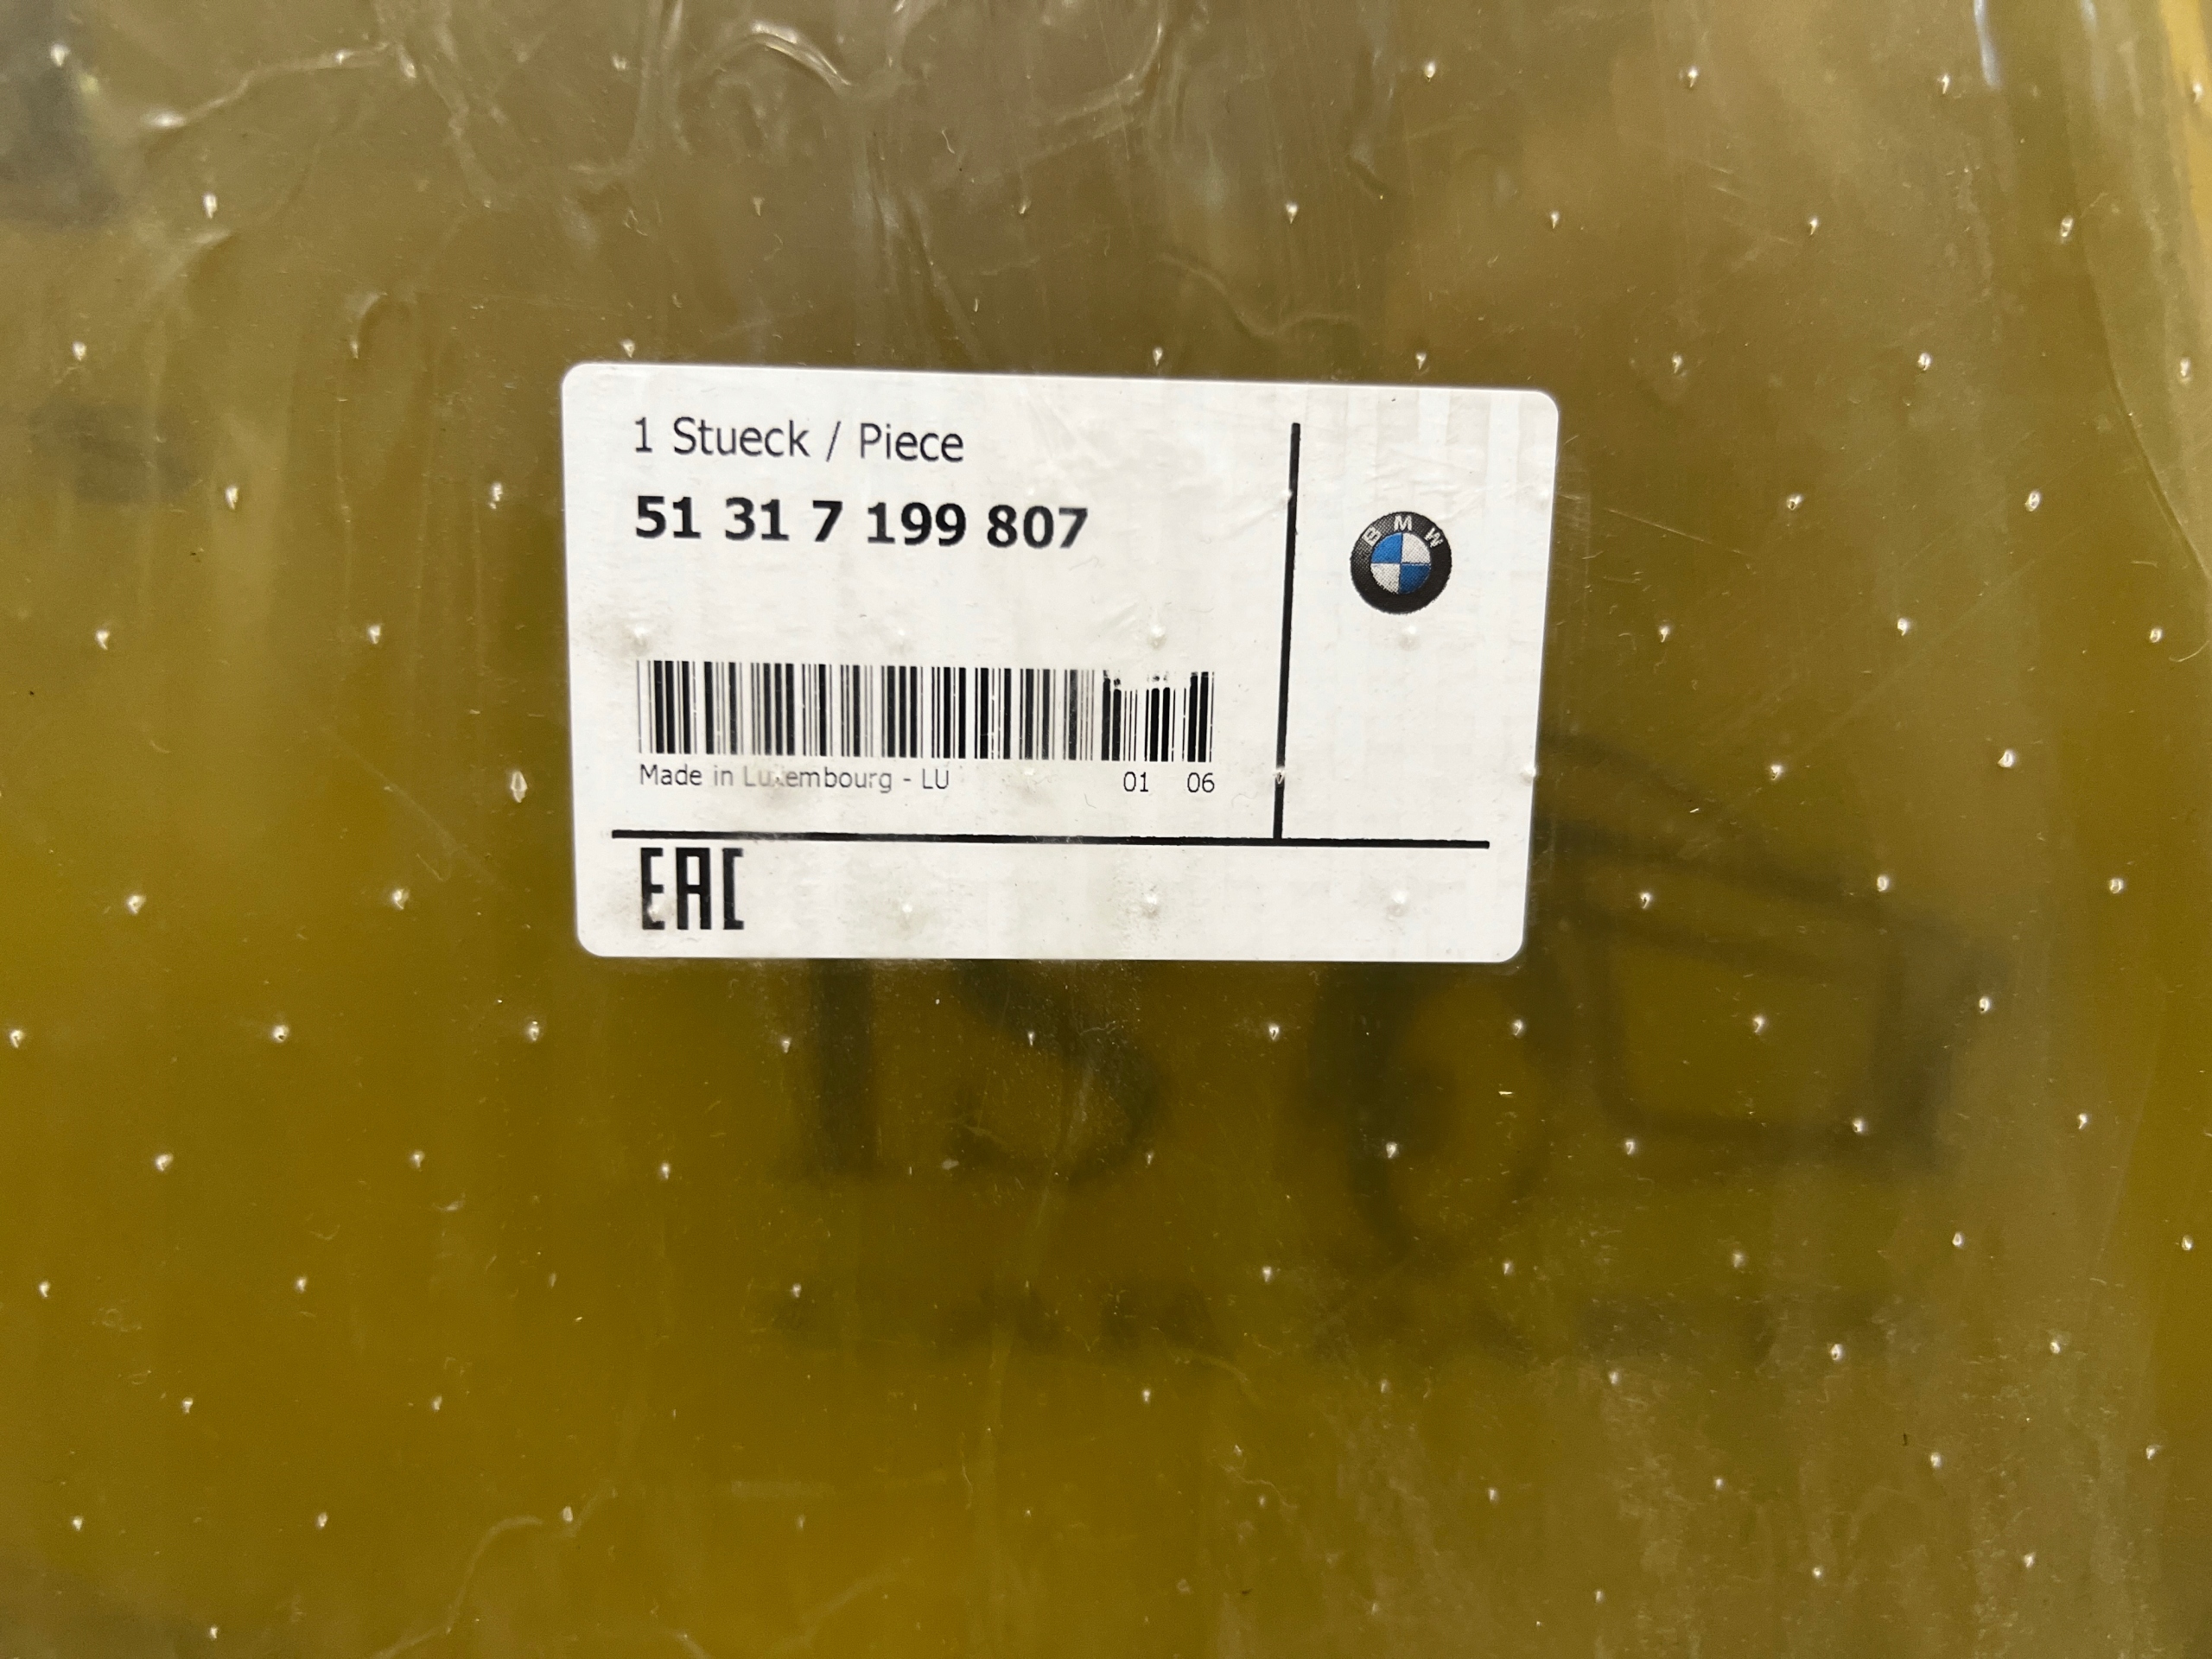 1 Stueck / Piece
51 31 7 199 807
BMW
Made in Luxembourg - LU 01 06
EAC